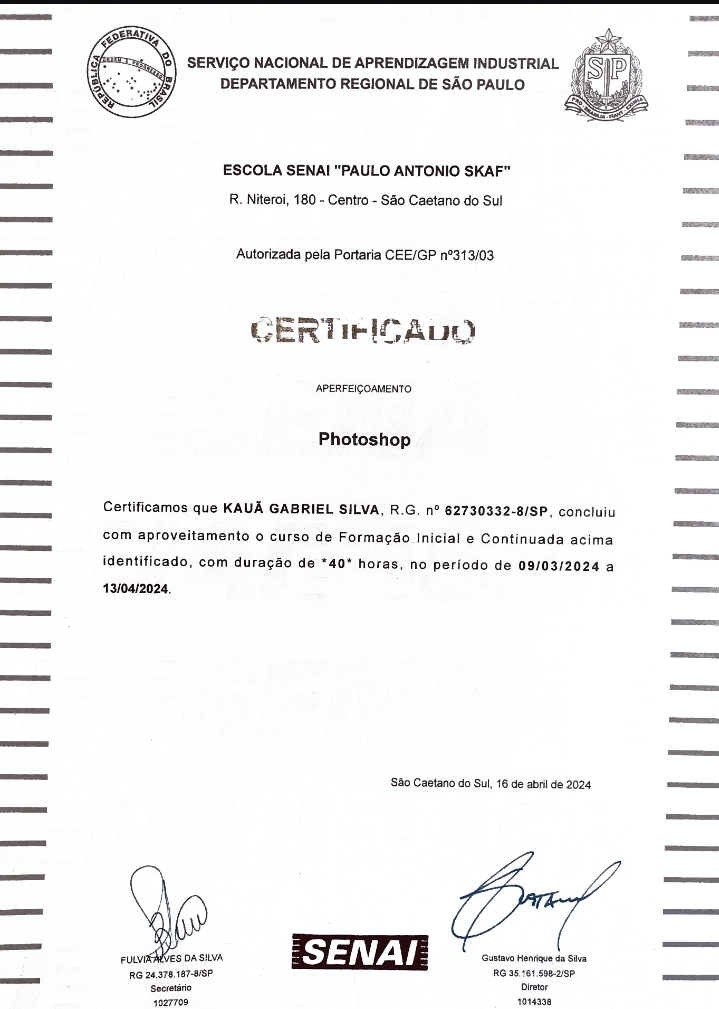 REPÚBLICA FEDERATIVA DO BRASIL
ORDEM E PROGRESSO
SERVIÇO NACIONAL DE APRENDIZAGEM INDUSTRIAL
DEPARTAMENTO REGIONAL DE SÃO PAULO
SP
ESCOLA SENAI "PAULO ANTONIO SKAF"
R. Niteroi, 180 - Centro - São Caetano do Sul
Autorizada pela Portaria CEE/GP nº313/03
CERTIFICADO
APERFEIÇOAMENTO
Photoshop
Certificamos que KAUÃ GABRIEL SILVA, R.G. nº 62730332-8/SP, concluiu
com aproveitamento o curso de Formação Inicial e Continuada acima
identificado, com duração de *40* horas, no período de 09/03/2024 a
13/04/2024.
São Caetano do Sul, 16 de abril de 2024
FULVIA ALVES DA SILVA
RG 24.378.187-8/SP
Secretário
1027709
SENAI
Gustavo Henrique da Silva
RG 35.161.598-2/SP
Diretor
1014338